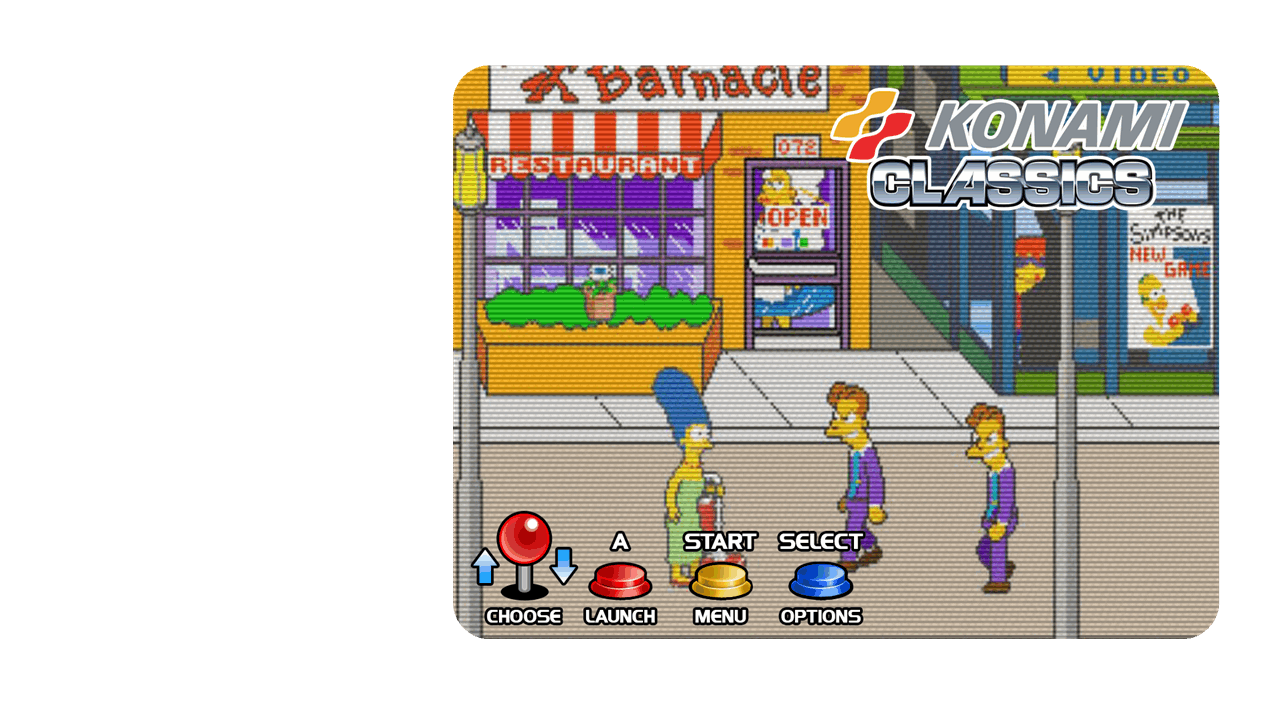 Barnacle
◀ VIDEO
KONAMI
CLASSICS
RESTAURANT
072
OPEN
THE
SIMPSONS
NEW
GAME
A
START
SELECT
CHOOSE
LAUNCH
MENU
OPTIONS